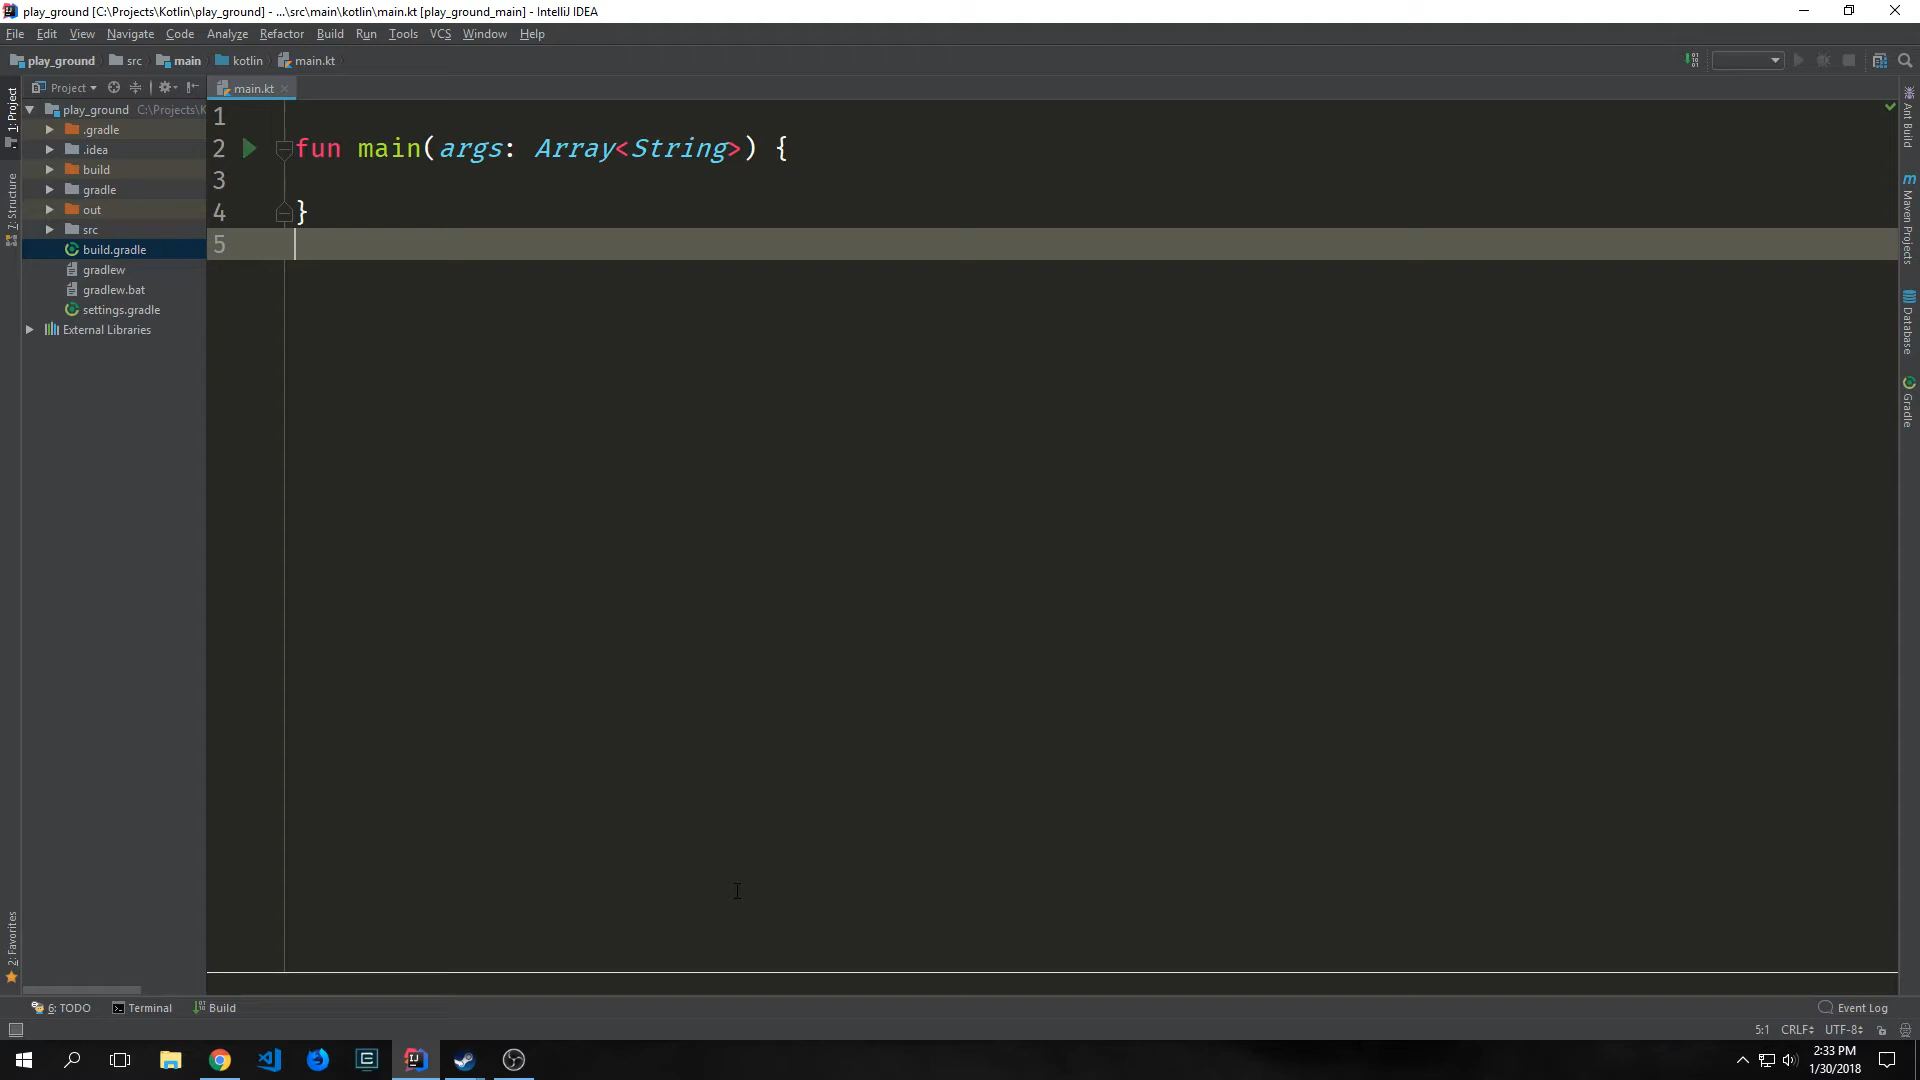 play_ground [C:\Projects\Kotlin\play_ground] - ...\src\main\kotlin\main.kt [play_ground_main] - IntelliJ IDEA
File Edit View Navigate Code Analyze Refactor Build Run Tools VCS Window Help
play_ground src main kotlin main.kt
Project main.kt
play_ground C:\Projects\K
.gradle
.idea
build
gradle
out
src
build.gradle
gradlew
gradlew.bat
settings.gradle
External Libraries
1: Project
7: Structure
2: Favorites
1
2 fun main(args: Array<String>) {
3
4 }
5
Ant Build
Maven Projects
Database
Gradle
6: TODO Terminal Build Event Log
5:1 CRLF UTF-8
2:33 PM
1/30/2018